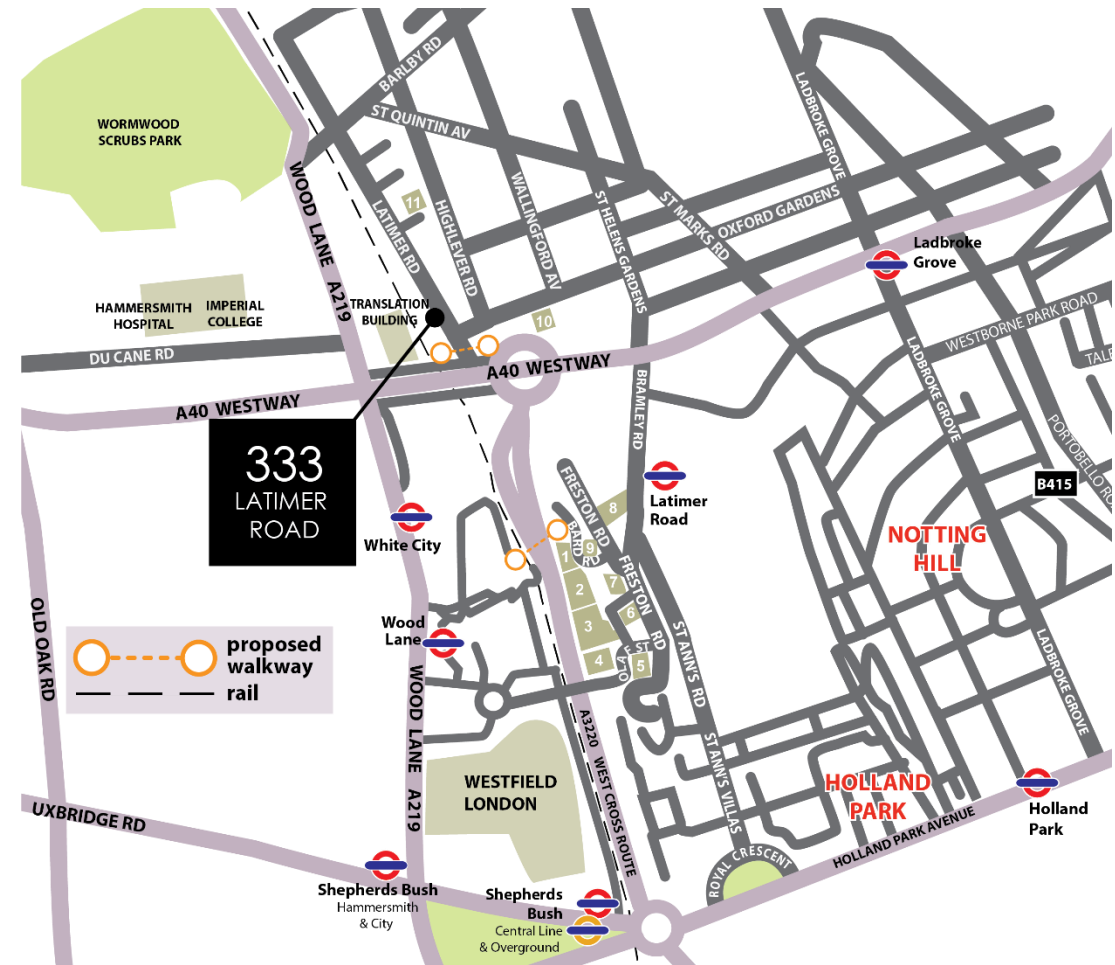 WORMWOOD
SCRUBS PARK
BARLBY RD
ST QUINTIN AV
LADBROKE GROVE
WOOD LANE A219
LATIMER RD
HIGHLEVER RD
WALLINGFORD AV
ST HELENS GARDENS
ST MARKS RD
OXFORD GARDENS
11
Ladbroke
Grove
HAMMERSMITH
HOSPITAL
IMPERIAL
COLLEGE
TRANSLATION
BUILDING
10
DU CANE RD
WESTBORNE PARK ROAD
A40 WESTWAY
A40 WESTWAY
BRAMLEY RD
LADBROKE GROVE
PORTOBELLO
333
LATIMER
ROAD
White City
FRESTON RD
BARD RD
8
Latimer
Road
B415
NOTTING
HILL
1
9
2
7
FRESTON RD
6
3
ST
4
5
OLD OAK RD
proposed
walkway
rail
Wood
Lane
WOOD LANE A219
ST ANN'S RD
LADBROKE GROVE
A3220 WEST CROSS ROUTE
ST ANN'S VILLAS
WESTFIELD
LONDON
HOLLAND
PARK
UXBRIDGE RD
HOLLAND PARK AVENUE
Holland
Park
ROYAL CRESCENT
Shepherds Bush
Hammersmith
& City
Shepherds
Bush
Central Line
& Overground